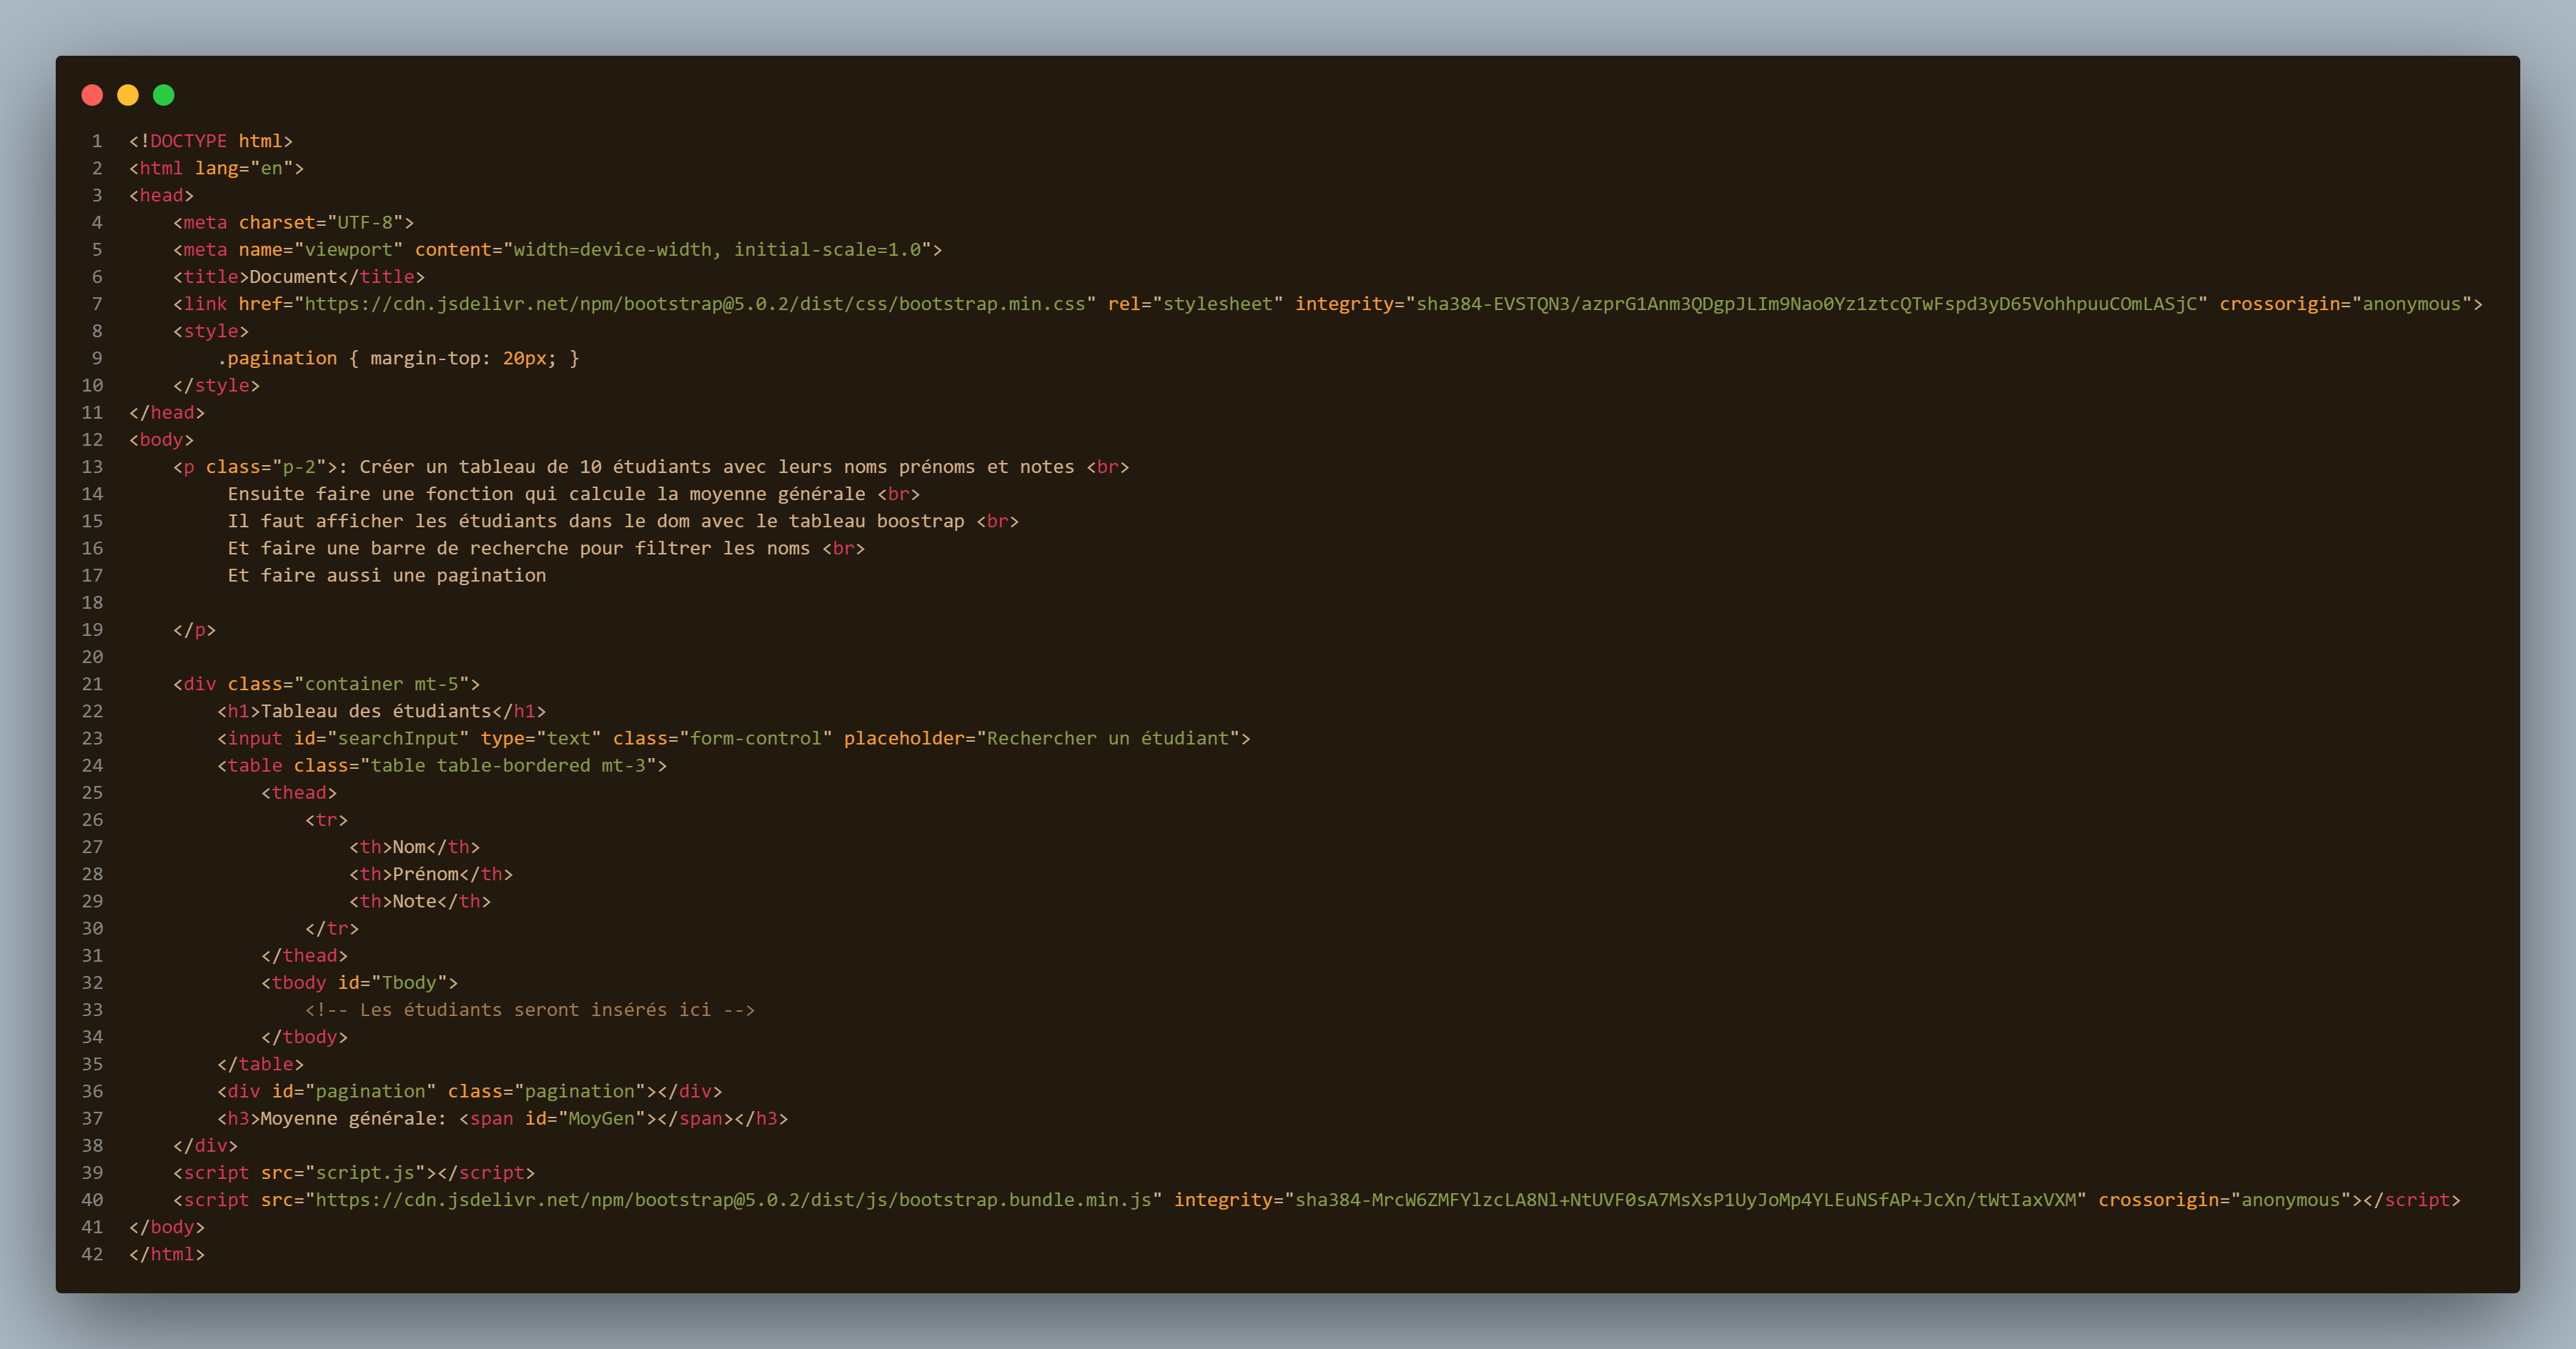 1 <!DOCTYPE html>
2 <html lang="en">
3 <head>
4     <meta charset="UTF-8">
5     <meta name="viewport" content="width=device-width, initial-scale=1.0">
6     <title>Document</title>
7     <link href="https://cdn.jsdelivr.net/npm/bootstrap@5.0.2/dist/css/bootstrap.min.css" rel="stylesheet" integrity="sha384-EVSTQN3/azprG1Anm3QDgpJLIm9Nao0Yz1ztcQTwFspd3yD65VohhpuuCOmLASjC" crossorigin="anonymous">
8     <style>
9         .pagination { margin-top: 20px; }
10     </style>
11 </head>
12 <body>
13     <p class="p-2">: Créer un tableau de 10 étudiants avec leurs noms prénoms et notes <br>
14          Ensuite faire une fonction qui calcule la moyenne générale <br>
15          Il faut afficher les étudiants dans le dom avec le tableau boostrap <br>
16          Et faire une barre de recherche pour filtrer les noms <br>
17          Et faire aussi une pagination
18
19     </p>
20
21     <div class="container mt-5">
22         <h1>Tableau des étudiants</h1>
23         <input id="searchInput" type="text" class="form-control" placeholder="Rechercher un étudiant">
24         <table class="table table-bordered mt-3">
25             <thead>
26                 <tr>
27                     <th>Nom</th>
28                     <th>Prénom</th>
29                     <th>Note</th>
30                 </tr>
31             </thead>
32             <tbody id="Tbody">
33                 <!-- Les étudiants seront insérés ici -->
34             </tbody>
35         </table>
36         <div id="pagination" class="pagination"></div>
37         <h3>Moyenne générale: <span id="MoyGen"></span></h3>
38     </div>
39     <script src="script.js"></script>
40     <script src="https://cdn.jsdelivr.net/npm/bootstrap@5.0.2/dist/js/bootstrap.bundle.min.js" integrity="sha384-MrcW6ZMFYlzcLA8Nl+NtUVF0sA7MsXsP1UyJoMp4YLEuNSfAP+JcXn/tWtIaxVXM" crossorigin="anonymous"></script>
41 </body>
42 </html>